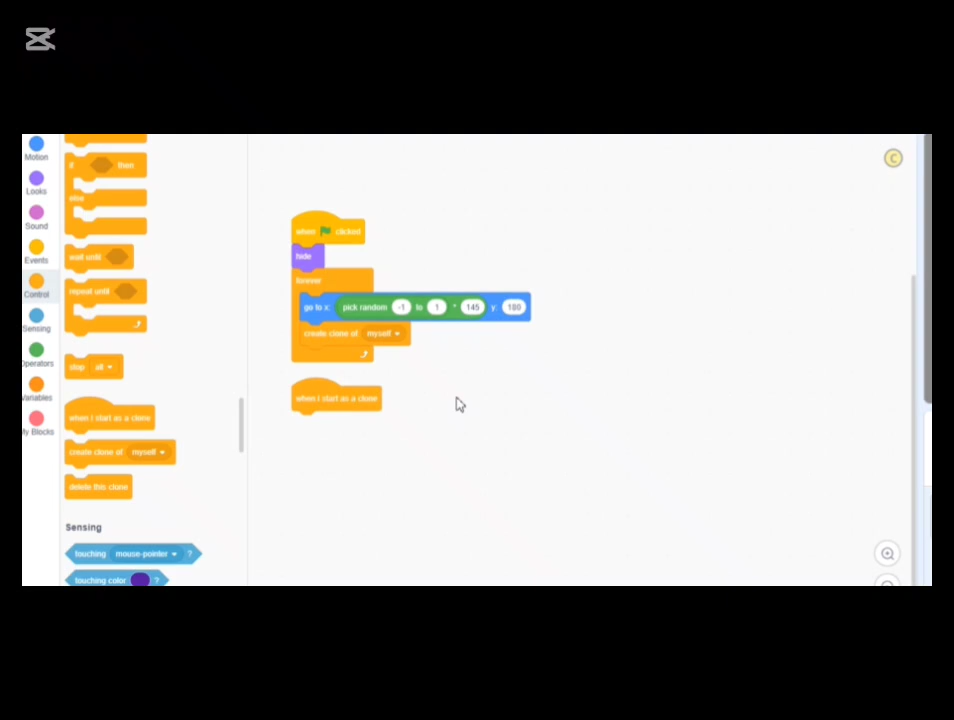 Motion
Looks
Sound
Events
Control
Sensing
Operators
Variables
My Blocks
if then
else
wait until
repeat until
stop all
when I start as a clone
create clone of myself
delete this clone
Sensing
touching mouse-pointer ?
touching color ?
when clicked
hide
forever
go to x: pick random -1 to 1 * 145 y: 180
create clone of myself
when I start as a clone
C